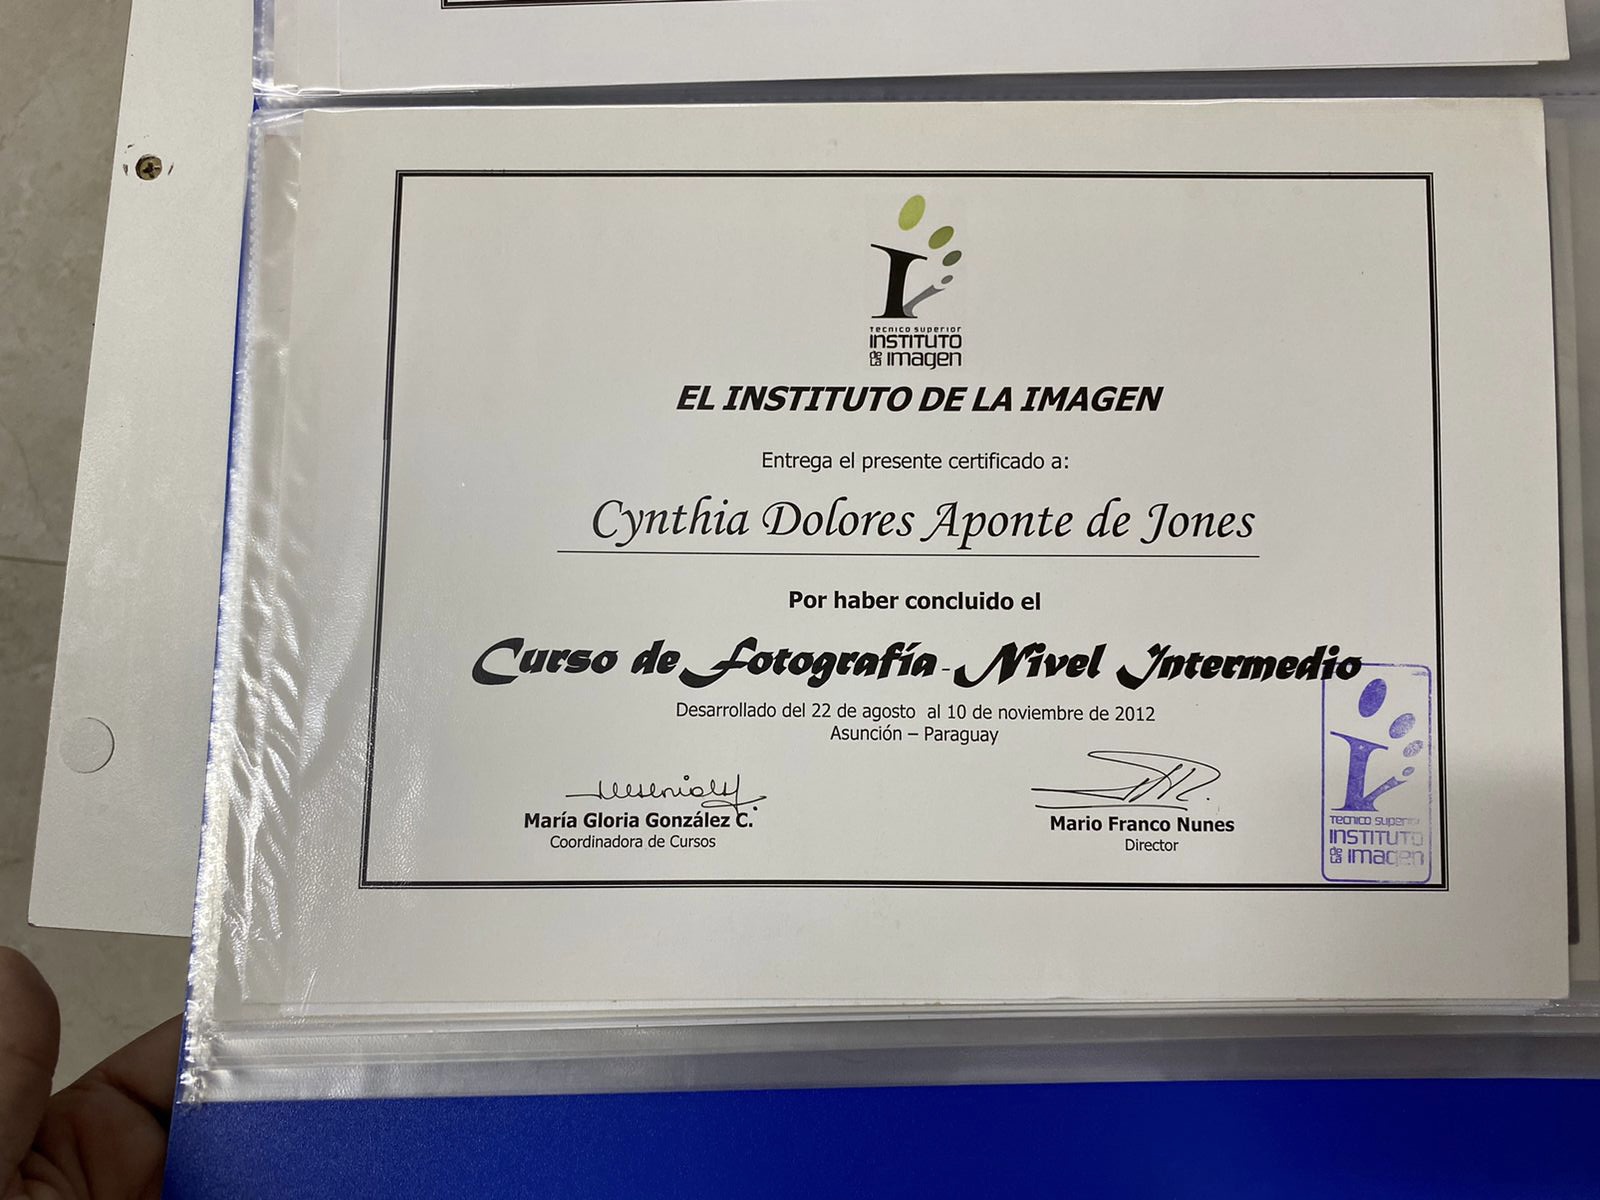 TECNICO SUPERIOR
INSTITUTO
DE LA imagen
EL INSTITUTO DE LA IMAGEN
Entrega el presente certificado a:
Cynthia Dolores Aponte de Jones
Por haber concluido el
Curso de Fotografía - Nivel Intermedio
Desarrollado del 22 de agosto al 10 de noviembre de 2012
Asunción – Paraguay
María Gloria González C.
Coordinadora de Cursos
Mario Franco Nunes
Director
TECNICO SUPERIOR
INSTITUTO
DE LA imagen